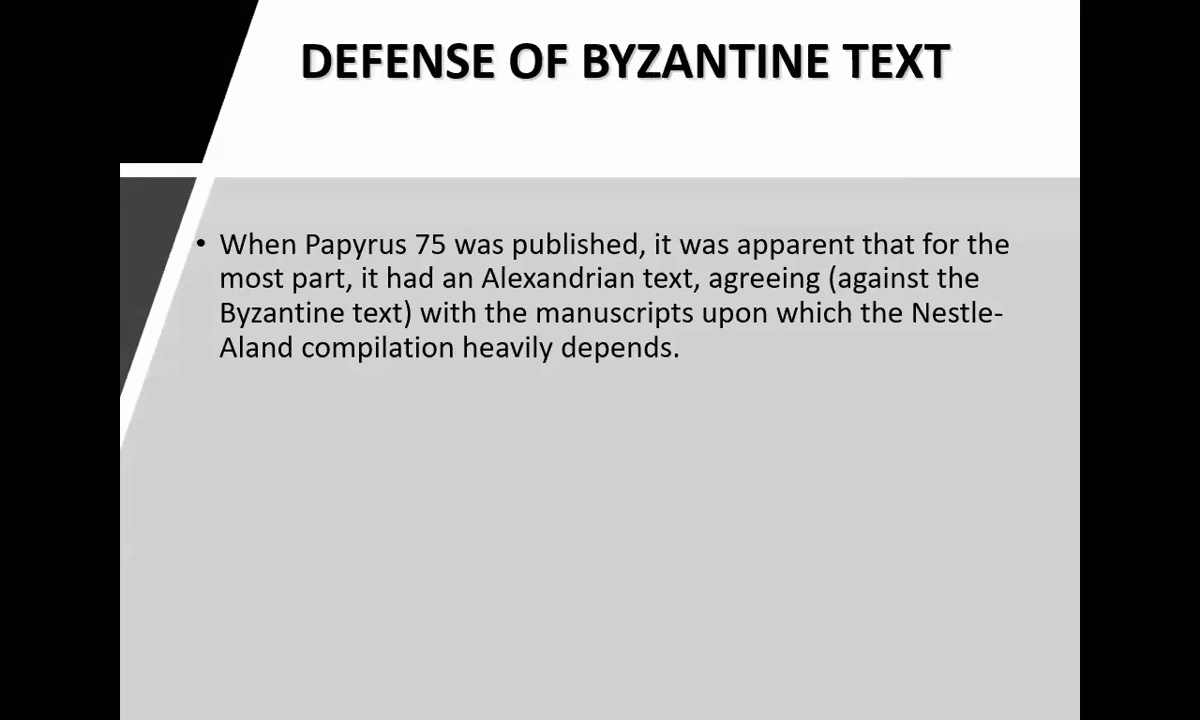 DEFENSE OF BYZANTINE TEXT
• When Papyrus 75 was published, it was apparent that for the
most part, it had an Alexandrian text, agreeing (against the
Byzantine text) with the manuscripts upon which the Nestle-
Aland compilation heavily depends.